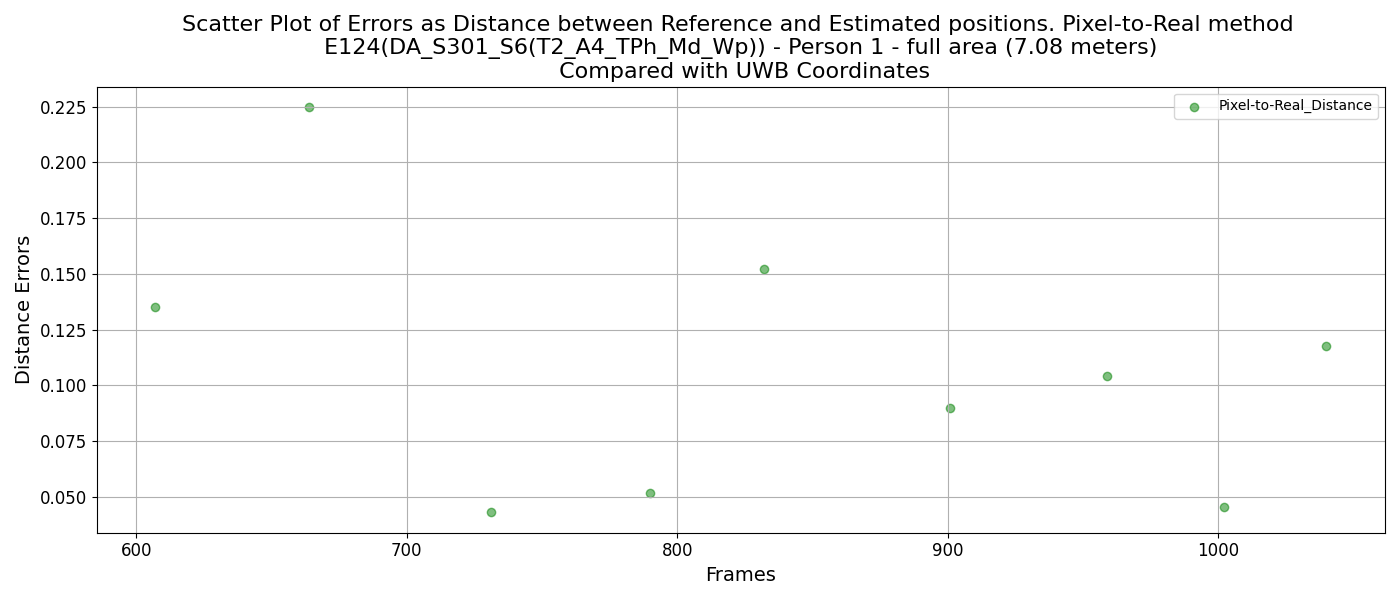 Scatter Plot of Errors as Distance between Reference and Estimated positions. Pixel-to-Real method
E124(DA_S301_S6(T2_A4_TPh_Md_Wp)) - Person 1 - full area (7.08 meters)
Compared with UWB Coordinates
Pixel-to-Real_Distance
Distance Errors
0.225
0.200
0.175
0.150
0.125
0.100
0.075
0.050
600 700 800 900 1000
Frames